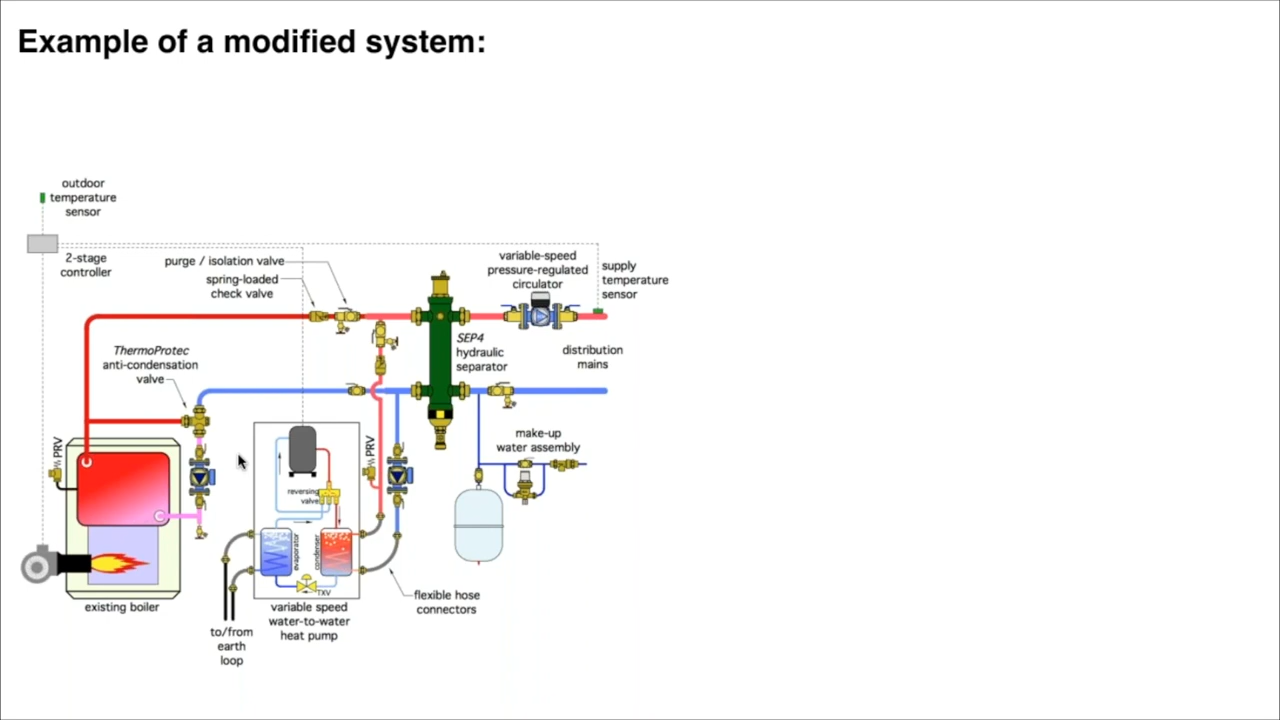 Example of a modified system:
outdoor
temperature
sensor
2-stage
controller
purge / isolation valve
spring-loaded
check valve
variable-speed
pressure-regulated
circulator
supply
temperature
sensor
ThermoProtec
anti-condensation
valve
SEP4
hydraulic
separator
distribution
mains
PRV
PRV
make-up
water assembly
reversing
valve
evaporator
condenser
TXV
existing boiler
variable speed
water-to-water
heat pump
flexible hose
connectors
to/from
earth
loop